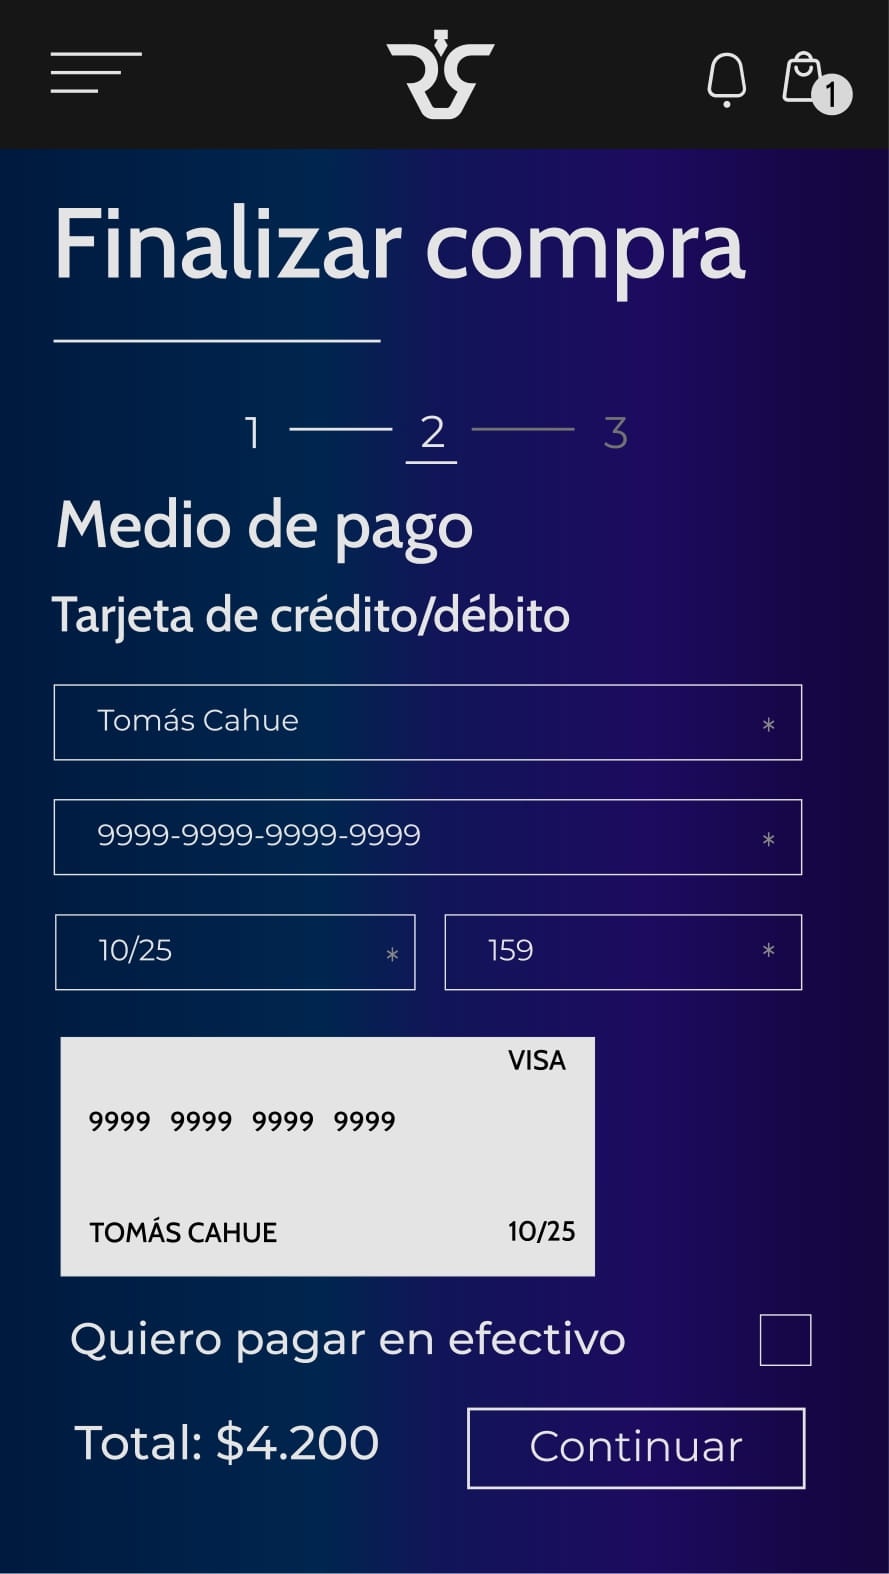 1
Finalizar compra
1 2 3
Medio de pago
Tarjeta de crédito/débito
Tomás Cahue *
9999-9999-9999-9999 *
10/25 * 159 *
VISA
9999 9999 9999 9999
TOMÁS CAHUE 10/25
Quiero pagar en efectivo
Total: $4.200 Continuar